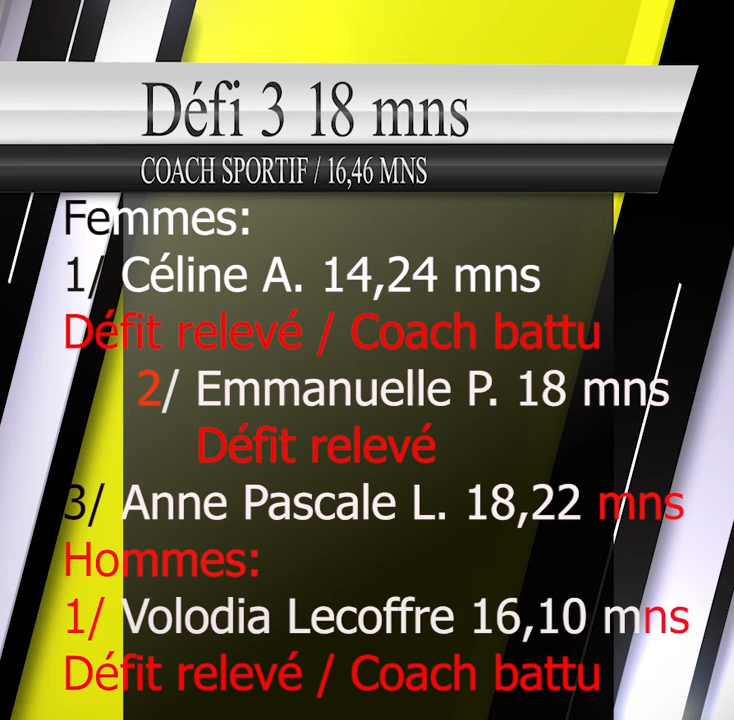 Défi 3 18 mns
COACH SPORTIF / 16,46 MNS
Femmes:
1/ Céline A. 14,24 mns
Défit relevé / Coach battu
2/ Emmanuelle P. 18 mns
Défit relevé
3/ Anne Pascale L. 18,22 mns
Hommes:
1/ Volodia Lecoffre 16,10 mns
Défit relevé / Coach battu